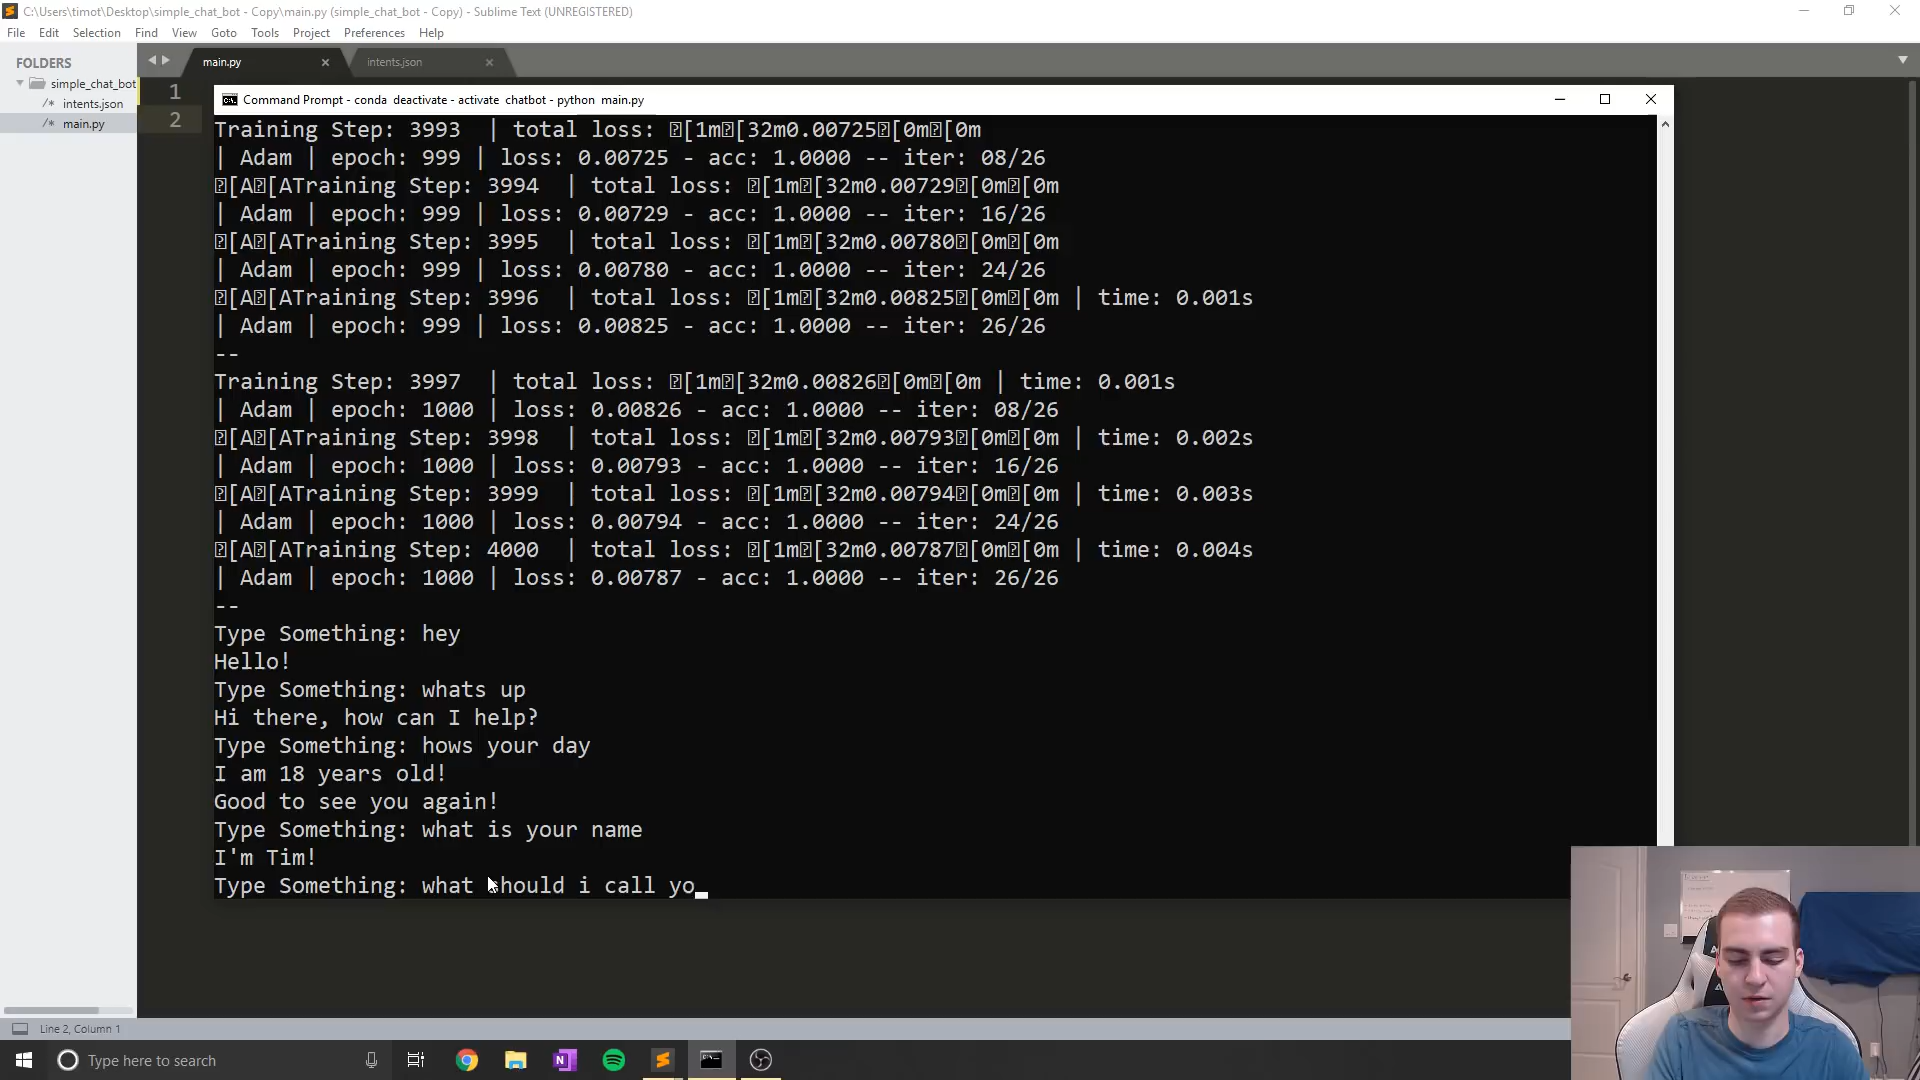 C:\Users\timot\Desktop\simple_chat_bot - Copy\main.py (simple_chat_bot - Copy) - Sublime Text (UNREGISTERED)
File Edit Selection Find View Goto Tools Project Preferences Help
FOLDERS
simple_chat_bot
/* intents.json
/* main.py
main.py
intents.json
1
2
Command Prompt - conda deactivate - activate chatbot - python main.py
Training Step: 3993 | total loss: [1m[32m0.00725[0m[0m
| Adam | epoch: 999 | loss: 0.00725 - acc: 1.0000 -- iter: 08/26
[A[ATraining Step: 3994 | total loss: [1m[32m0.00729[0m[0m
| Adam | epoch: 999 | loss: 0.00729 - acc: 1.0000 -- iter: 16/26
[A[ATraining Step: 3995 | total loss: [1m[32m0.00780[0m[0m
| Adam | epoch: 999 | loss: 0.00780 - acc: 1.0000 -- iter: 24/26
[A[ATraining Step: 3996 | total loss: [1m[32m0.00825[0m[0m | time: 0.001s
| Adam | epoch: 999 | loss: 0.00825 - acc: 1.0000 -- iter: 26/26
--
Training Step: 3997 | total loss: [1m[32m0.00826[0m[0m | time: 0.001s
| Adam | epoch: 1000 | loss: 0.00826 - acc: 1.0000 -- iter: 08/26
[A[ATraining Step: 3998 | total loss: [1m[32m0.00793[0m[0m | time: 0.002s
| Adam | epoch: 1000 | loss: 0.00793 - acc: 1.0000 -- iter: 16/26
[A[ATraining Step: 3999 | total loss: [1m[32m0.00794[0m[0m | time: 0.003s
| Adam | epoch: 1000 | loss: 0.00794 - acc: 1.0000 -- iter: 24/26
[A[ATraining Step: 4000 | total loss: [1m[32m0.00787[0m[0m | time: 0.004s
| Adam | epoch: 1000 | loss: 0.00787 - acc: 1.0000 -- iter: 26/26
--
Type Something: hey
Hello!
Type Something: whats up
Hi there, how can I help?
Type Something: hows your day
I am 18 years old!
Good to see you again!
Type Something: what is your name
I'm Tim!
Type Something: what should i call yo
Line 2, Column 1
Type here to search